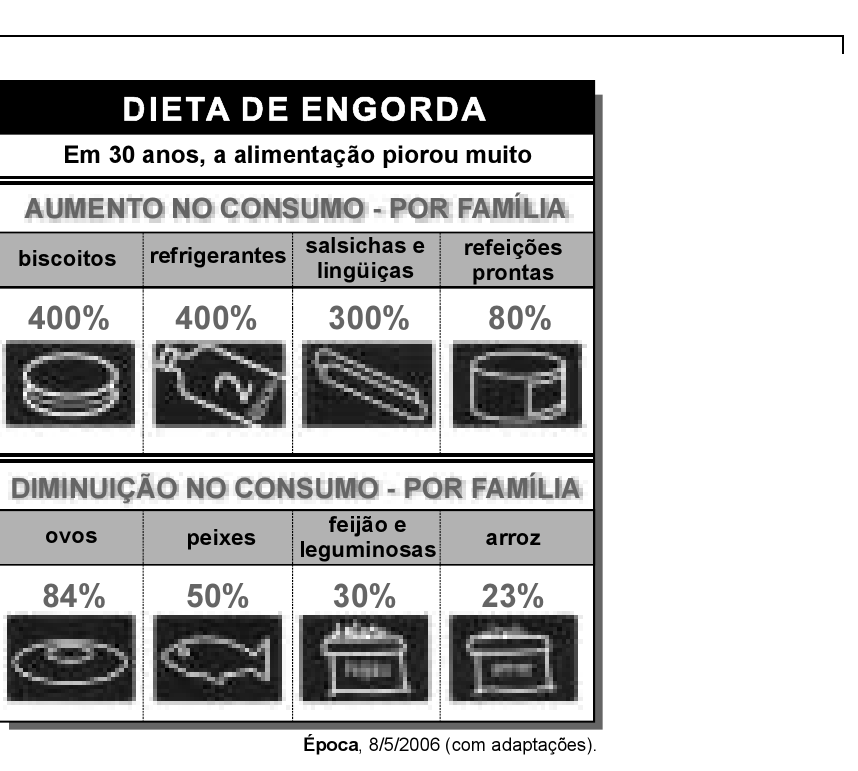 DIETA DE ENGORDA
Em 30 anos, a alimentação piorou muito
AUMENTO NO CONSUMO - POR FAMÍLIA
biscoitos
refrigerantes
salsichas e
lingüiças
refeições
prontas
400%
400%
300%
80%
2
DIMINUIÇÃO NO CONSUMO - POR FAMÍLIA
ovos
peixes
feijão e
leguminosas
arroz
84%
50%
30%
23%
Época, 8/5/2006 (com adaptações).